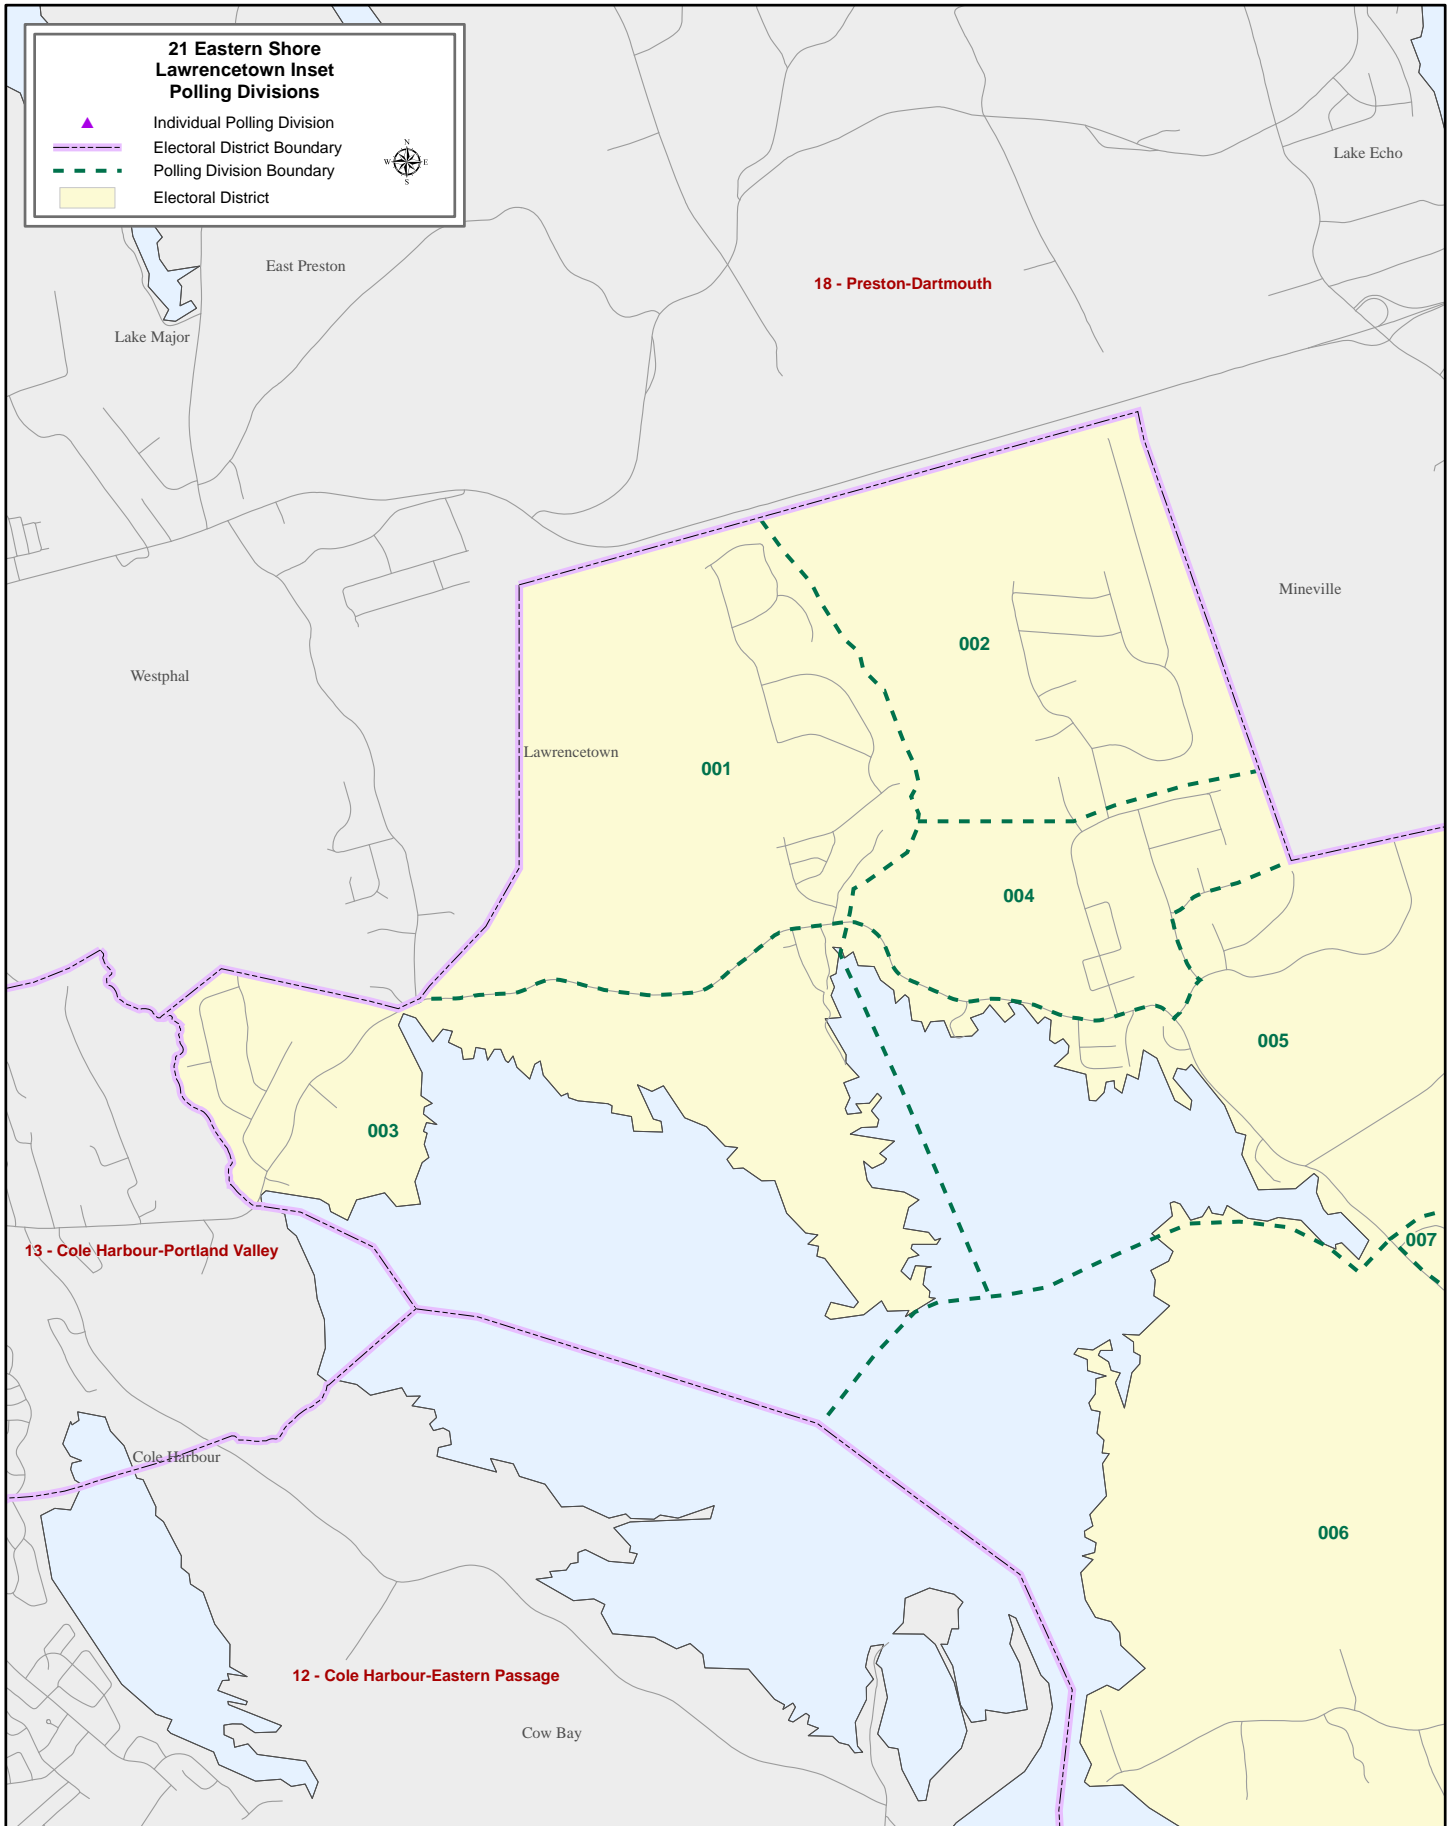 21 Eastern Shore
Lawrencetown Inset
Polling Divisions
Individual Polling Division
Electoral District Boundary
Polling Division Boundary
Electoral District
N
W E
S
Lake Echo
East Preston
18 - Preston-Dartmouth
Lake Major
Mineville
002
Westphal
Lawrencetown
001
004
005
003
007
13 - Cole Harbour-Portland Valley
Cole Harbour
006
12 - Cole Harbour-Eastern Passage
Cow Bay